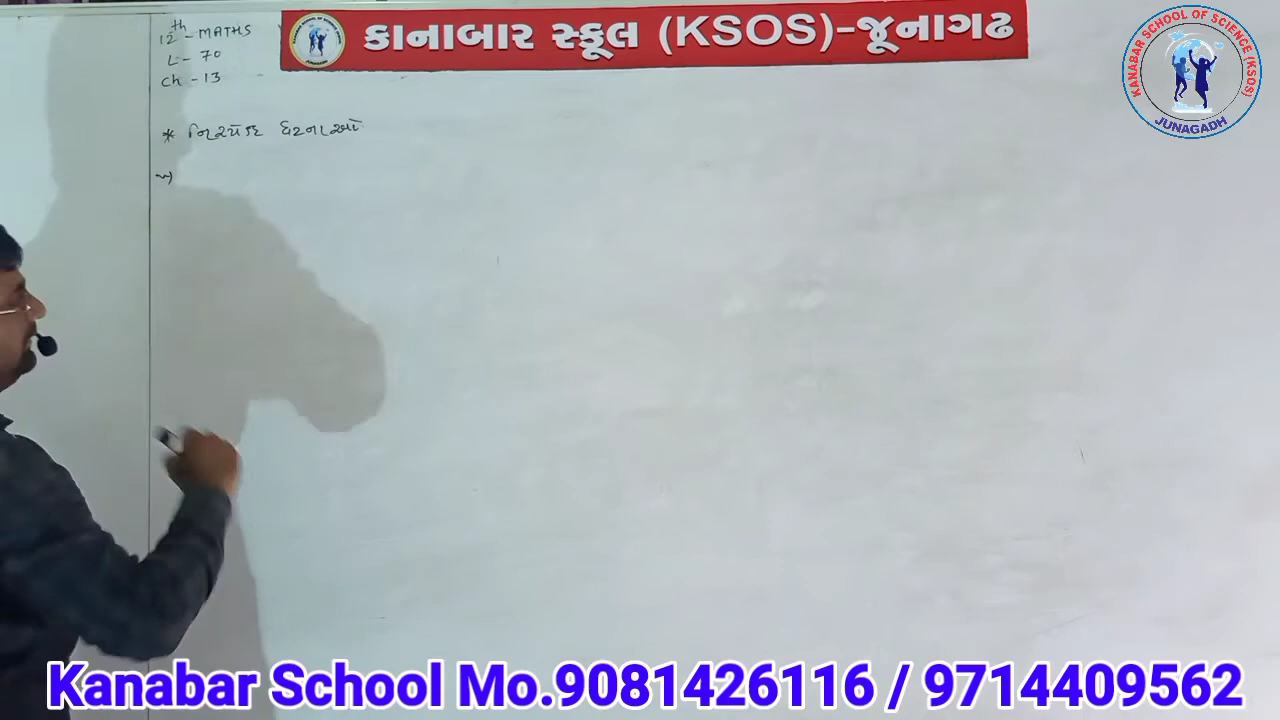 12th - MATHS
L - 70
Ch - 13
કાનાબાર સ્કૂલ (KSOS)-જૂનાગઢ
KANABAR SCHOOL OF SCIENCE (KSOS)
JUNAGADH
* નિરપેક્ષ ઘટનાઓ
Kanabar School Mo.9081426116 / 9714409562